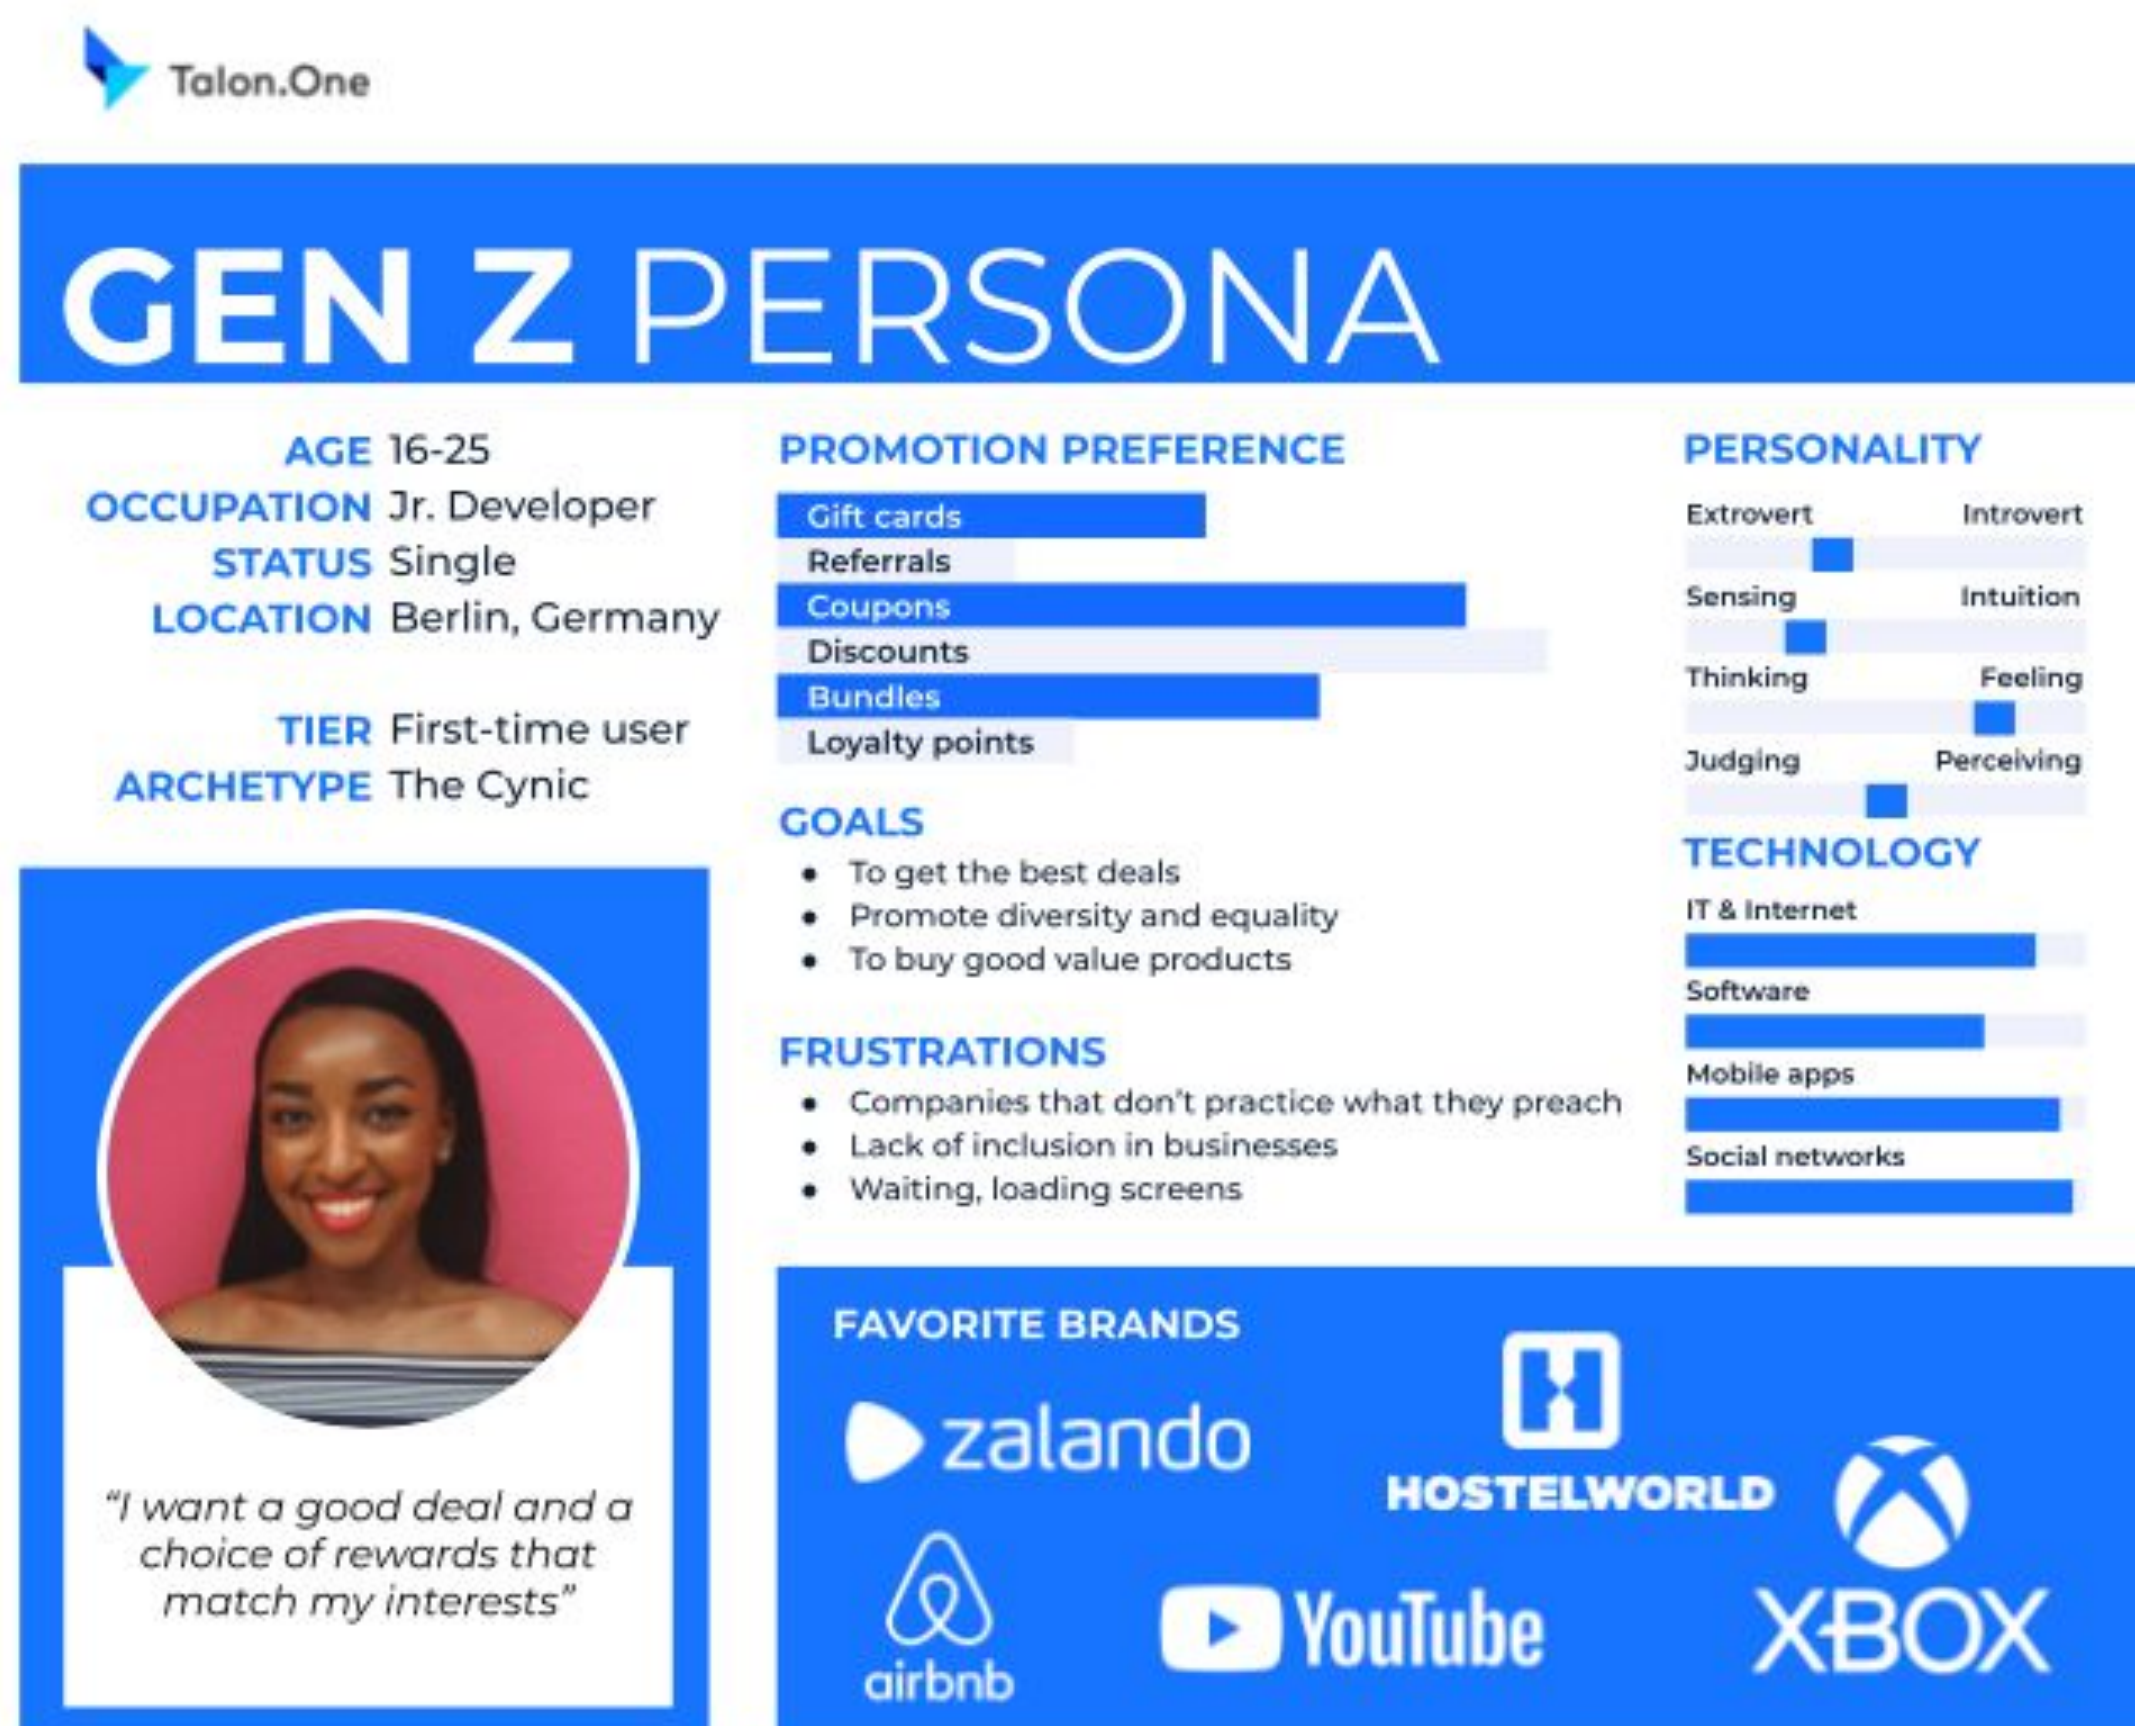 Talon.One
GEN Z PERSONA
AGE 16-25
OCCUPATION Jr. Developer
STATUS Single
LOCATION Berlin, Germany
TIER First-time user
ARCHETYPE The Cynic
“I want a good deal and a
choice of rewards that
match my interests”
PROMOTION PREFERENCE
Gift cards
Referrals
Coupons
Discounts
Bundles
Loyalty points
GOALS
● To get the best deals
● Promote diversity and equality
● To buy good value products
FRUSTRATIONS
● Companies that don't practice what they preach
● Lack of inclusion in businesses
● Waiting, loading screens
PERSONALITY
Extrovert Introvert
Sensing Intuition
Thinking Feeling
Judging Perceiving
TECHNOLOGY
IT & Internet
Software
Mobile apps
Social networks
FAVORITE BRANDS
zalando
HOSTELWORLD
airbnb
YouTube
XBOX